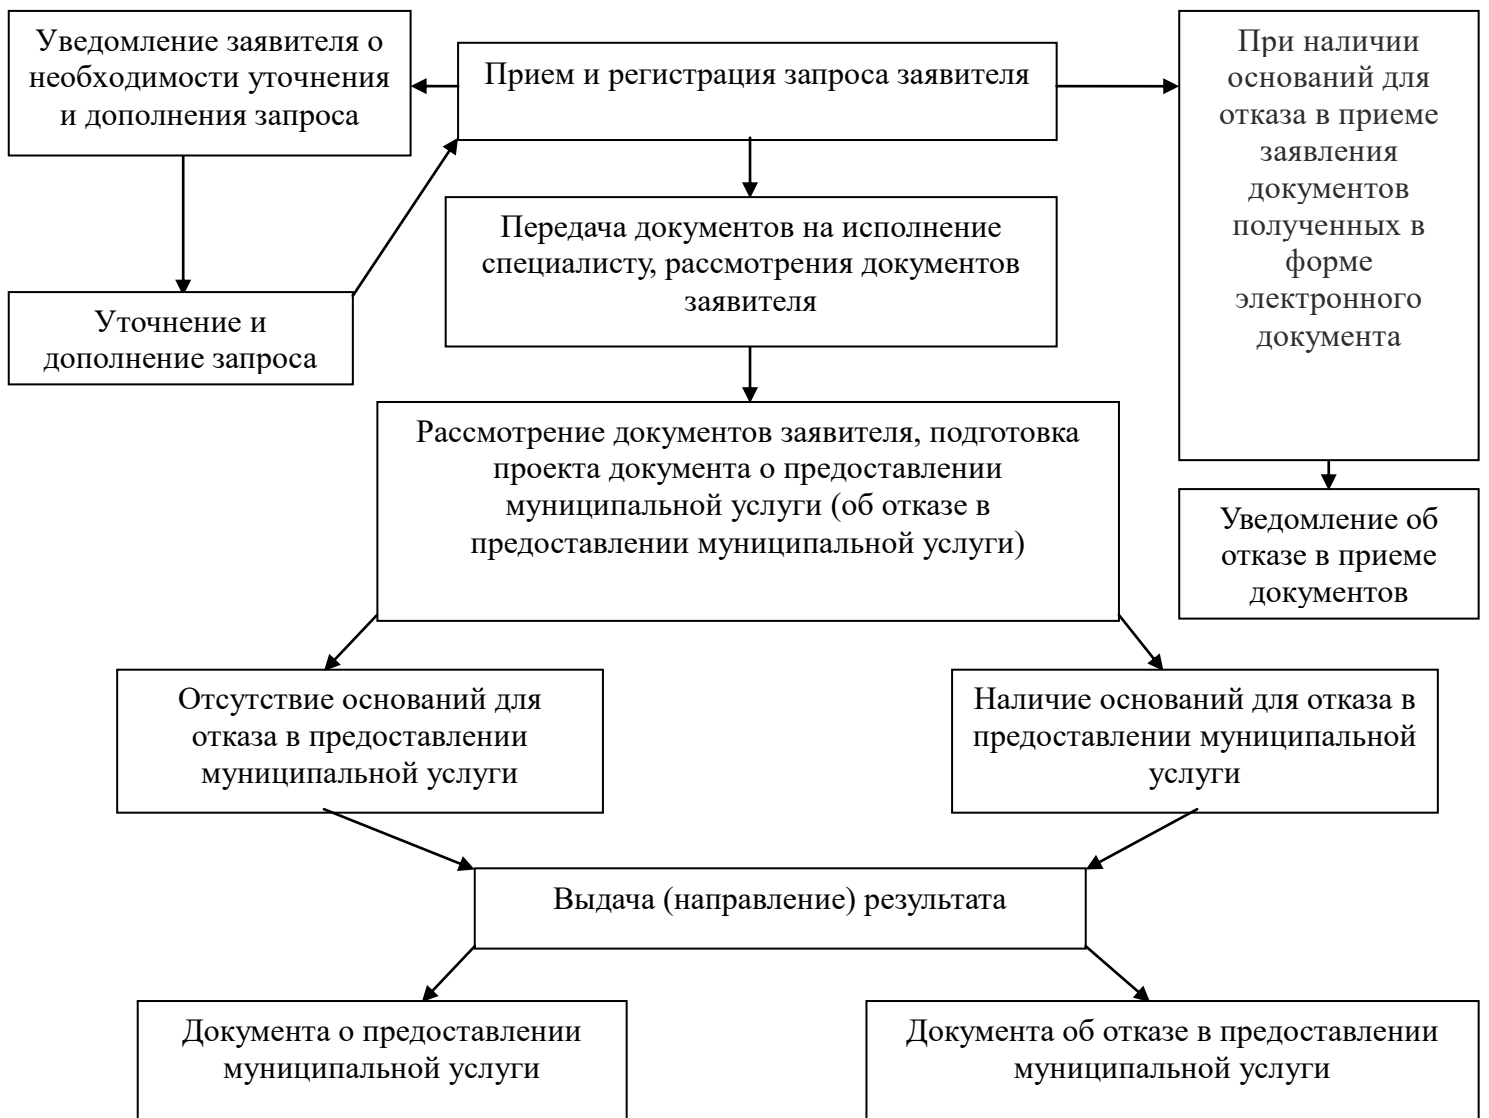 Уведомление заявителя о
необходимости уточнения
и дополнения запроса
Прием и регистрация запроса заявителя
При наличии
оснований для
отказа в приеме
заявления
документов
полученных в
форме
электронного
документа
Передача документов на исполнение
специалисту, рассмотрения документов
заявителя
Уточнение и
дополнение запроса
Рассмотрение документов заявителя, подготовка
проекта документа о предоставлении
муниципальной услуги (об отказе в
предоставлении муниципальной услуги)
Уведомление об
отказе в приеме
документов
Отсутствие оснований для
отказа в предоставлении
муниципальной услуги
Наличие оснований для отказа в
предоставлении муниципальной
услуги
Выдача (направление) результата
Документа о предоставлении
муниципальной услуги
Документа об отказе в предоставлении
муниципальной услуги